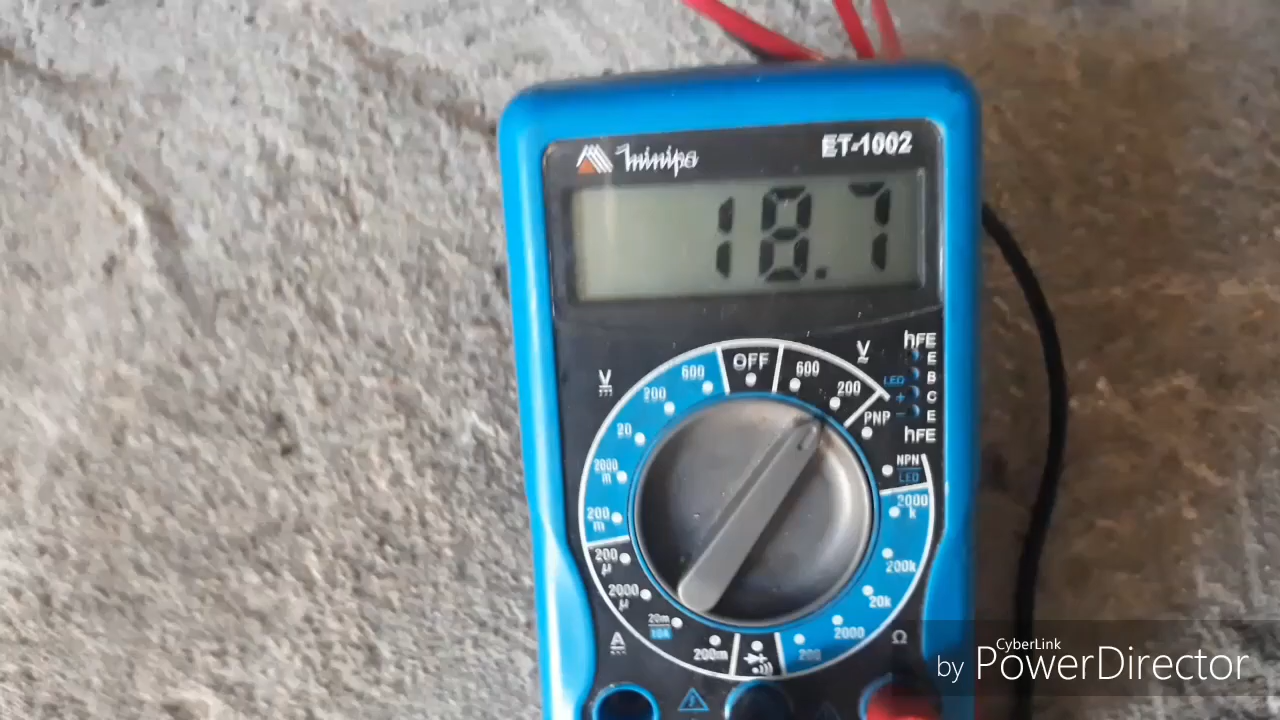 minipa ET-1002
18.7
OFF
600
200
V
hFE
E
B
C
E
LED
+
-
hFE
PNP
NPN
LED
2000
k
200k
20k
2000
200
Ω
V
600
200
20
2000
m
200
m
200
µ
2000
µ
20m
10A
200m
A
CyberLink
by PowerDirector